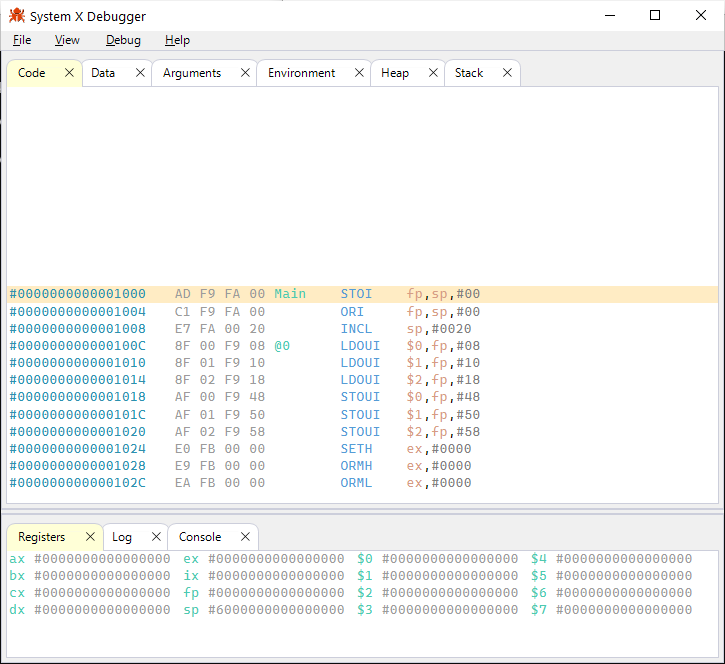 System X Debugger
File View Debug Help
Code Data Arguments Environment Heap Stack
#0000000000001000 AD F9 FA 00 Main STOI fp,sp,#00
#0000000000001004 C1 F9 FA 00 ORI fp,sp,#00
#0000000000001008 E7 FA 00 20 INCL sp,#0020
#000000000000100C 8F 00 F9 08 @0 LDOUI $0,fp,#08
#0000000000001010 8F 01 F9 10 LDOUI $1,fp,#10
#0000000000001014 8F 02 F9 18 LDOUI $2,fp,#18
#0000000000001018 AF 00 F9 48 STOUI $0,fp,#48
#000000000000101C AF 01 F9 50 STOUI $1,fp,#50
#0000000000001020 AF 02 F9 58 STOUI $2,fp,#58
#0000000000001024 E0 FB 00 00 SETH ex,#0000
#0000000000001028 E9 FB 00 00 ORMH ex,#0000
#000000000000102C EA FB 00 00 ORML ex,#0000
Registers Log Console
ax #0000000000000000 ex #0000000000000000 $0 #0000000000000000 $4 #0000000000000000
bx #0000000000000000 ix #0000000000000000 $1 #0000000000000000 $5 #0000000000000000
cx #0000000000000000 fp #0000000000000000 $2 #0000000000000000 $6 #0000000000000000
dx #0000000000000000 sp #6000000000000000 $3 #0000000000000000 $7 #0000000000000000